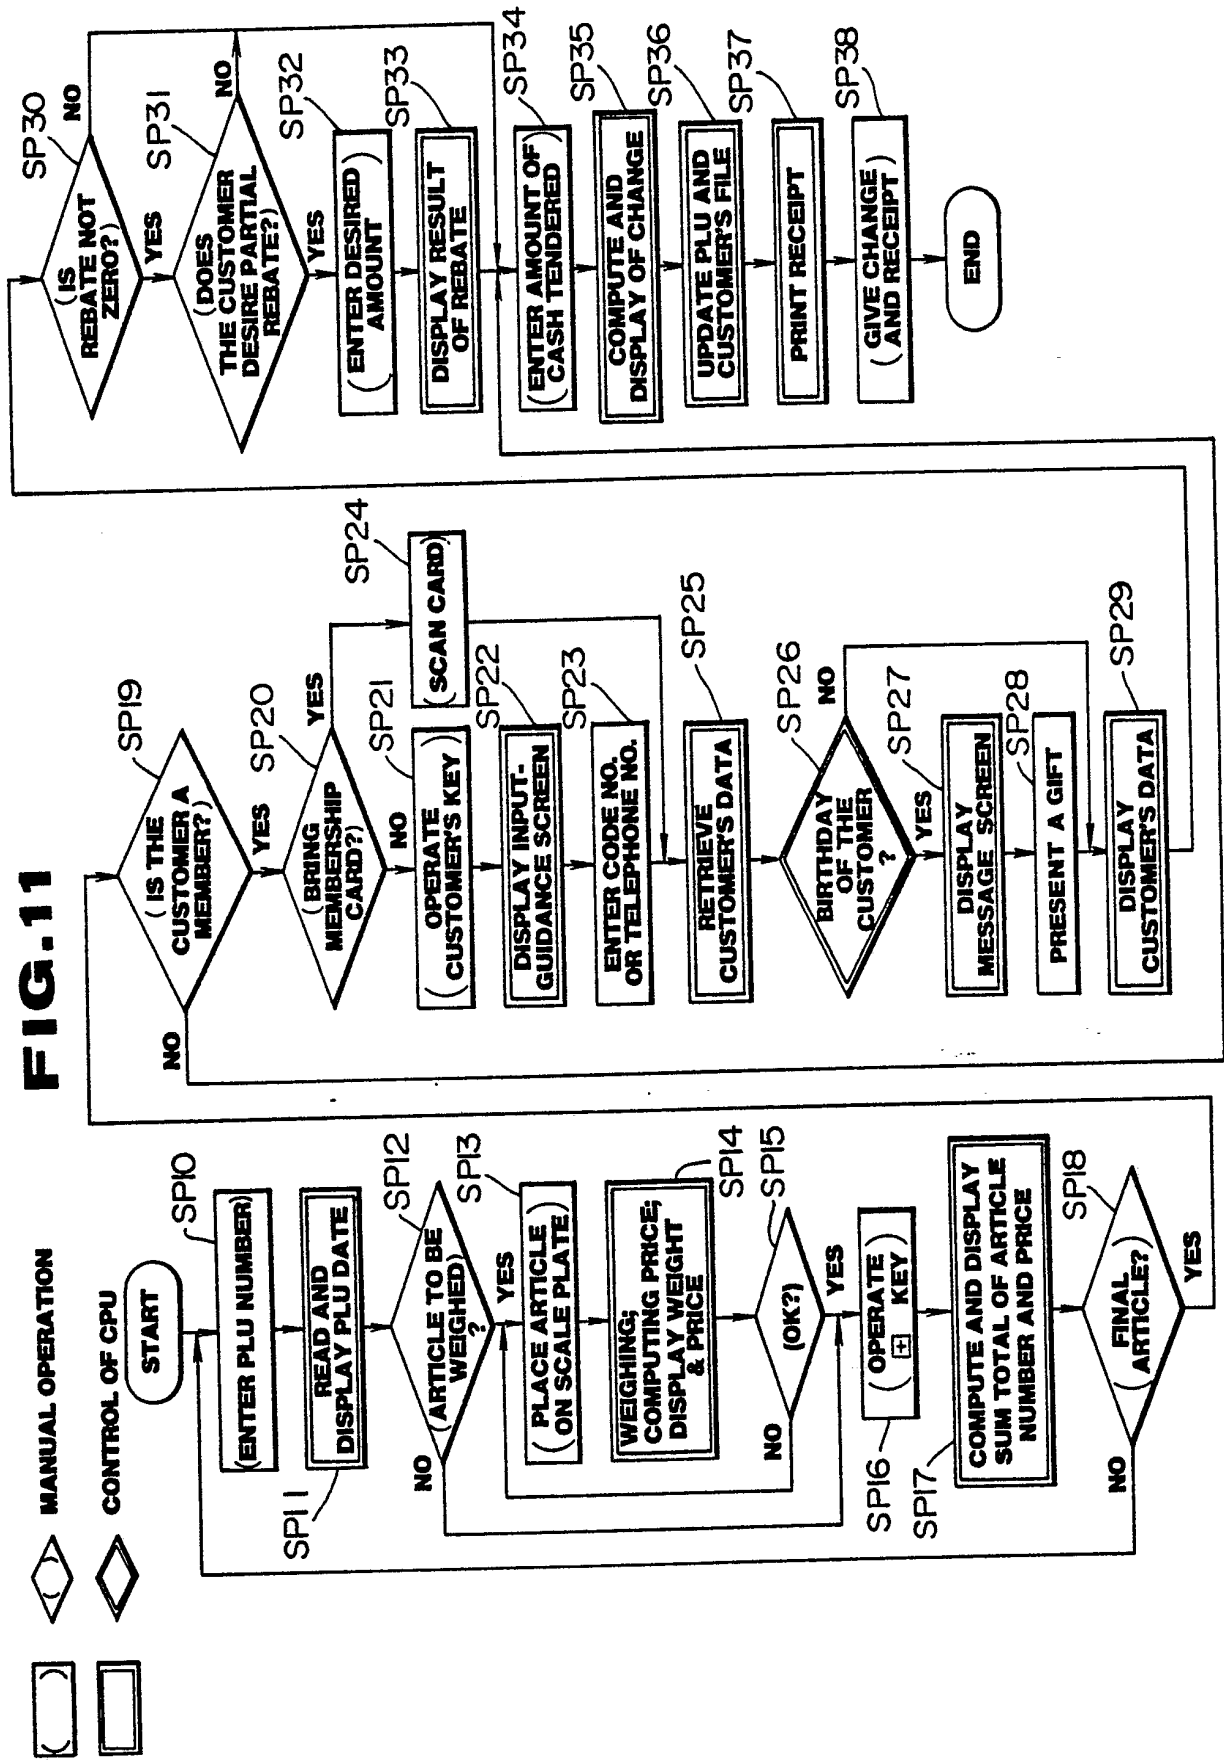 FIG.11
( ) MANUAL OPERATION
CONTROL OF CPU
START
SP10
(ENTER PLU NUMBER)
READ AND
DISPLAY PLU DATE
SP11
SP12
(ARTICLE TO BE
WEIGHED)
?
NO
YES
SP13
(PLACE ARTICLE
ON SCALE PLATE)
SP14
WEIGHING;
COMPUTING PRICE;
DISPLAY WEIGHT
& PRICE
SP15
(OK?)
NO
YES
SP16
(OPERATE
+ KEY)
SP17
COMPUTE AND DISPLAY
SUM TOTAL OF ARTICLE
NUMBER AND PRICE
SP18
(FINAL
ARTICLE?)
NO
YES
SP19
(IS THE
CUSTOMER A
MEMBER?)
NO
YES
SP20
(BRING
MEMBERSHIP
CARD?)
YES
NO
SP24
(SCAN CARD)
SP21
(OPERATE
CUSTOMER'S KEY)
SP22
DISPLAY INPUT-
GUIDANCE SCREEN
SP23
ENTER CODE NO.
OR TELEPHONE NO.
SP25
RETRIEVE
CUSTOMER'S DATA
SP26
BIRTHDAY
OF THE
CUSTOMER
?
NO
YES
SP27
DISPLAY
MESSAGE SCREEN
SP28
PRESENT A GIFT
SP29
DISPLAY
CUSTOMER'S DATA
SP30
(IS
REBATE NOT
ZERO?)
NO
YES
SP31
(DOES
THE CUSTOMER
DESIRE PARTIAL
REBATE?)
NO
YES
SP32
(ENTER DESIRED
AMOUNT)
SP33
DISPLAY RESULT
OF REBATE
SP34
(ENTER AMOUNT OF
CASH TENDERED)
SP35
COMPUTE AND
DISPLAY OF CHANGE
SP36
UPDATE PLU AND
CUSTOMER'S FILE
SP37
PRINT RECEIPT
SP38
(GIVE CHANGE
AND RECEIPT)
END